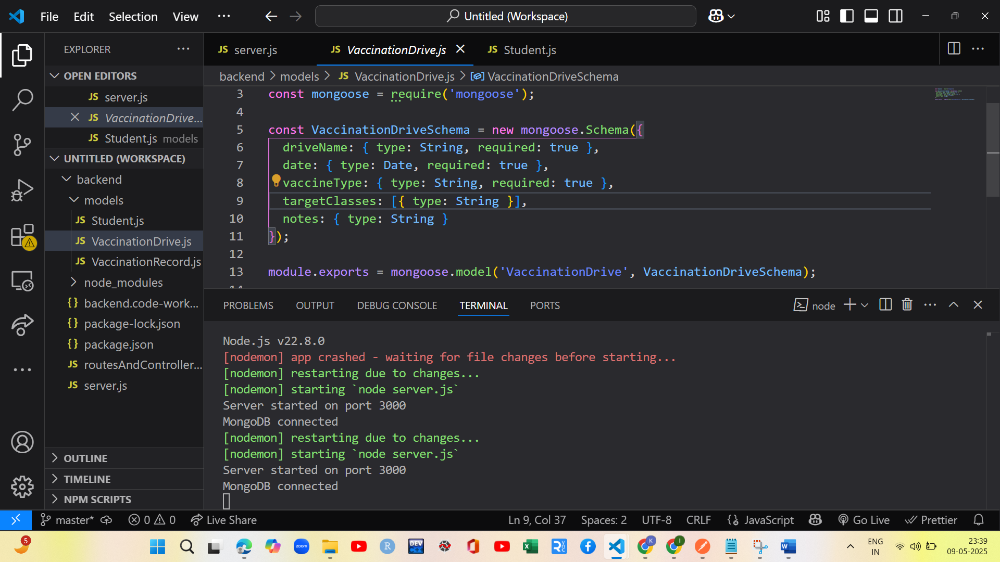 File Edit Selection View ···
Untitled (Workspace)
EXPLORER ···
OPEN EDITORS
JS server.js
JS VaccinationDrive...
JS Student.js models
UNTITLED (WORKSPACE)
backend
models
JS Student.js
JS VaccinationDrive.js
JS VaccinationRecord.js
node_modules
{} backend.code-work...
{} package-lock.json
{} package.json
JS routesAndController...
JS server.js
OUTLINE
TIMELINE
NPM SCRIPTS
JS server.js JS VaccinationDrive.js JS Student.js
backend > models > JS VaccinationDrive.js > VaccinationDriveSchema
3 const mongoose = require('mongoose');
4
5 const VaccinationDriveSchema = new mongoose.Schema({
6 driveName: { type: String, required: true },
7 date: { type: Date, required: true },
8 vaccineType: { type: String, required: true },
9 targetClasses: [{ type: String }],
10 notes: { type: String }
11 });
12
13 module.exports = mongoose.model('VaccinationDrive', VaccinationDriveSchema);
14
PROBLEMS OUTPUT DEBUG CONSOLE TERMINAL PORTS
node
Node.js v22.8.0
[nodemon] app crashed - waiting for file changes before starting...
[nodemon] restarting due to changes...
[nodemon] starting `node server.js`
Server started on port 3000
MongoDB connected
[nodemon] restarting due to changes...
[nodemon] starting `node server.js`
Server started on port 3000
MongoDB connected
master* 0 0 Live Share
Ln 9, Col 37 Spaces: 2 UTF-8 CRLF JavaScript Go Live Prettier
5
zoom
R
DEV C++
K
I
ENG
IN
23:39
09-05-2025